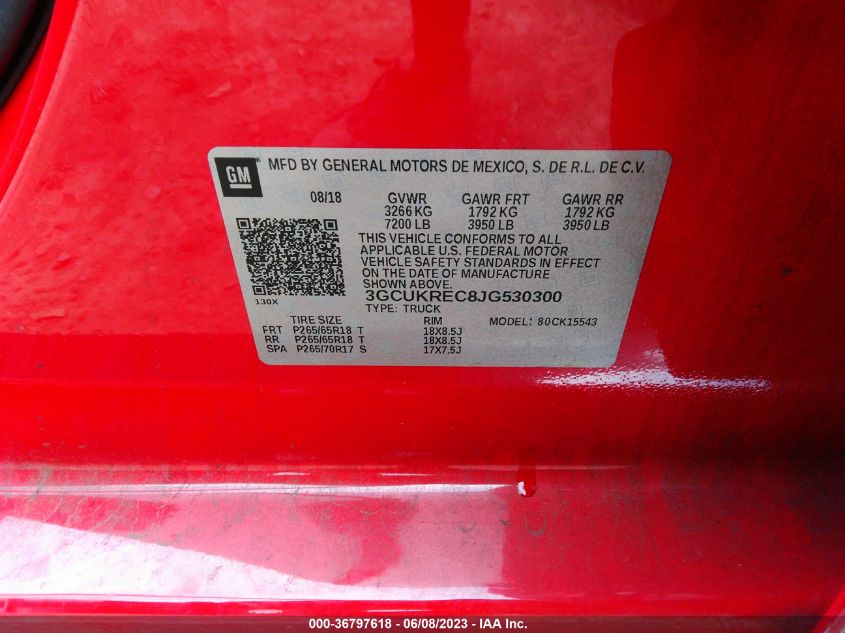 GM
MFD BY GENERAL MOTORS DE MEXICO, S. DE R.L. DE C.V.
08/18 GVWR GAWR FRT GAWR RR
3266 KG 1792 KG 1792 KG
7200 LB 3950 LB 3950 LB
THIS VEHICLE CONFORMS TO ALL
APPLICABLE U.S. FEDERAL MOTOR
VEHICLE SAFETY STANDARDS IN EFFECT
ON THE DATE OF MANUFACTURE
SHOWN ABOVE.
130X
3GCUKREC8JG530300
TYPE: TRUCK
TIRE SIZE RIM MODEL: 80CK15543
FRT P265/65R18 T 18X8.5J
RR P265/65R18 T 18X8.5J
SPA P265/70R17 S 17X7.5J
000-36797618 - 06/08/2023 - IAA Inc.